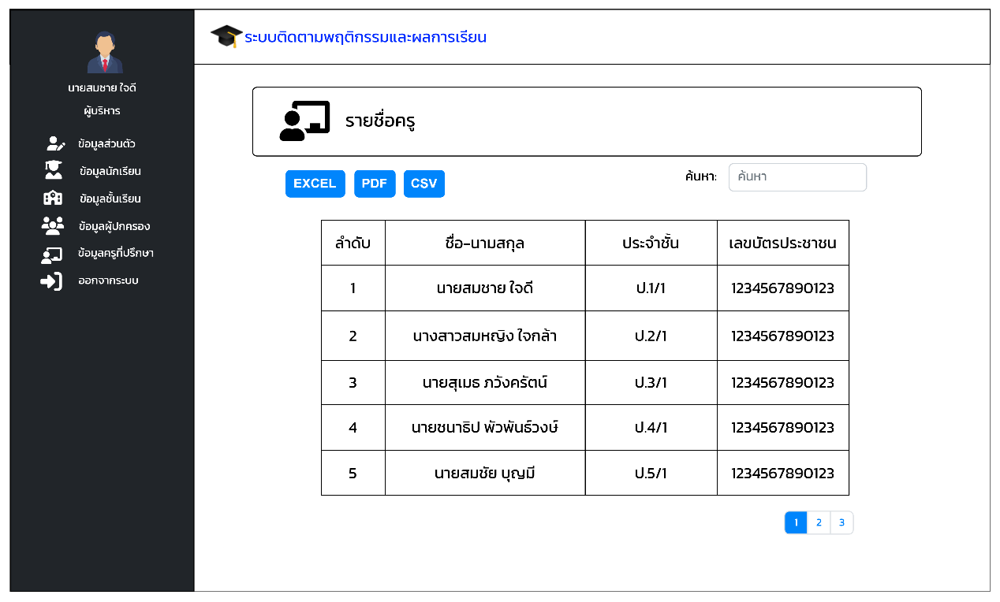 ระบบติดตามพฤติกรรมและผลการเรียน
นายสมชาย ใจดี
ผู้บริหาร
ข้อมูลส่วนตัว
ข้อมูลนักเรียน
ข้อมูลชั้นเรียน
ข้อมูลผู้ปกครอง
ข้อมูลครูที่ปรึกษา
ออกจากระบบ
รายชื่อครู
EXCEL PDF CSV ค้นหา: ค้นหา
ลำดับ ชื่อ-นามสกุล ประจำชั้น เลขบัตรประชาชน
1 นายสมชาย ใจดี ป.1/1 1234567890123
2 นางสาวสมหญิง ใจกล้า ป.2/1 1234567890123
3 นายสุเมธ ภวังครัตน์ ป.3/1 1234567890123
4 นายชนาธิป พัวพันธ์วงษ์ ป.4/1 1234567890123
5 นายสมชัย บุญมี ป.5/1 1234567890123
1 2 3